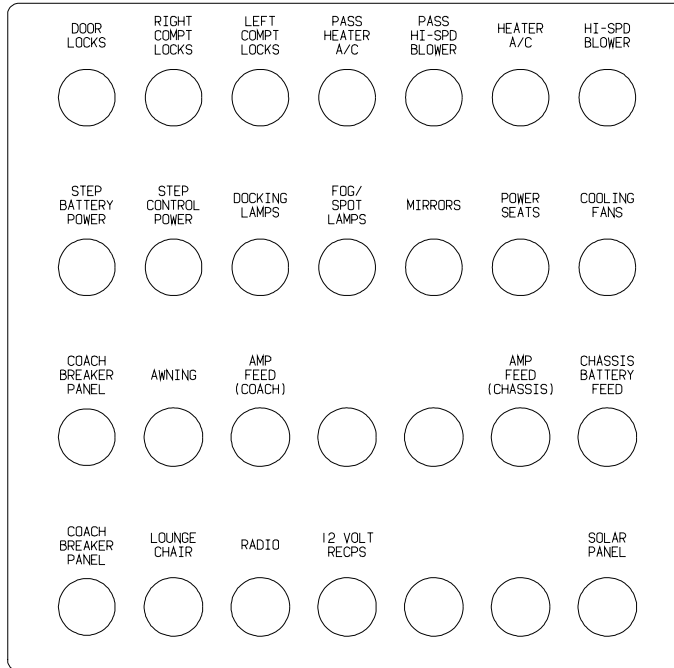 DOOR
LOCKS
RIGHT
COMPT
LOCKS
LEFT
COMPT
LOCKS
PASS
HEATER
A/C
PASS
HI-SPD
BLOWER
HEATER
A/C
HI-SPD
BLOWER
STEP
BATTERY
POWER
STEP
CONTROL
POWER
DOCKING
LAMPS
FOG/
SPOT
LAMPS
MIRRORS
POWER
SEATS
COOLING
FANS
COACH
BREAKER
PANEL
AWNING
AMP
FEED
(COACH)
AMP
FEED
(CHASSIS)
CHASSIS
BATTERY
FEED
COACH
BREAKER
PANEL
LOUNGE
CHAIR
RADIO
12 VOLT
RECPS
SOLAR
PANEL